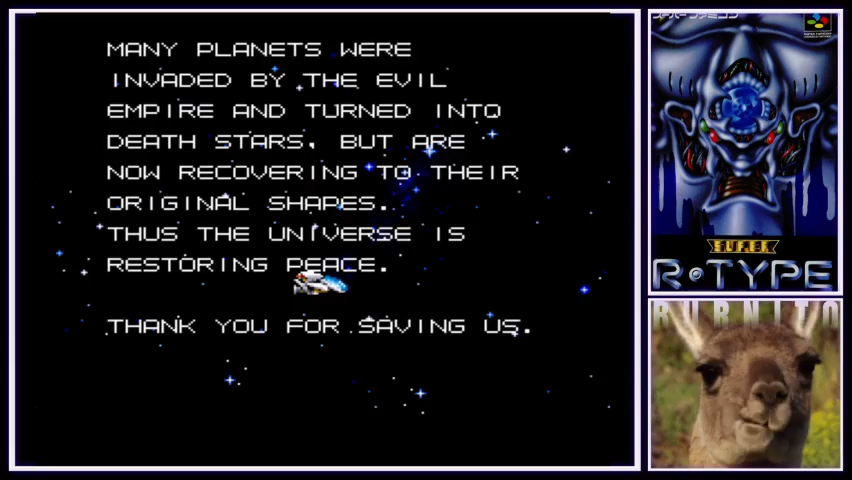 MANY PLANETS WERE
INVADED BY THE EVIL
EMPIRE AND TURNED INTO
DEATH STARS, BUT ARE
NOW RECOVERING TO THEIR
ORIGINAL SHAPES.
THUS THE UNIVERSE IS
RESTORING PEACE.
THANK YOU FOR SAVING US.
スーパーファミコン
SUPER
R-TYPE
BURNITO